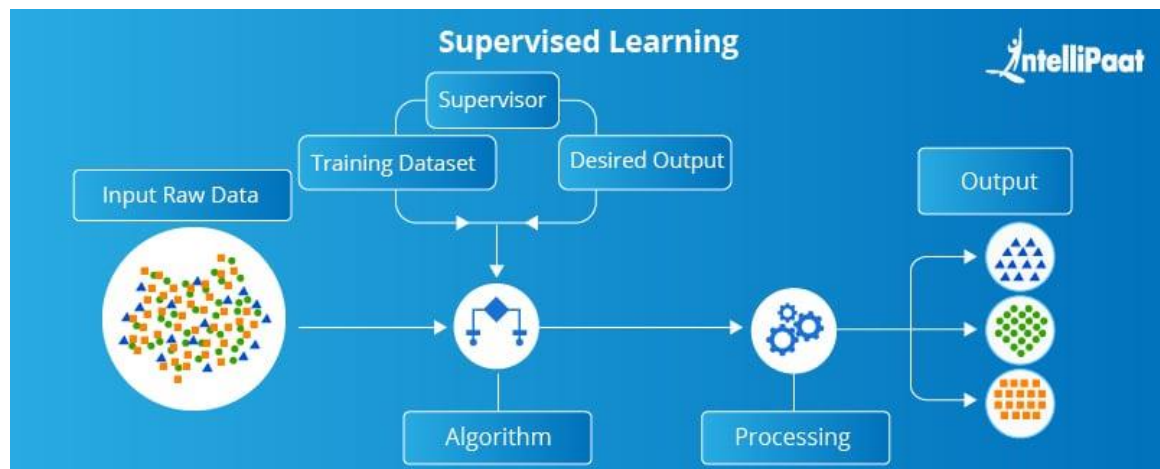 Supervised Learning
IntelliPaat
Supervisor
Training Dataset
Desired Output
Input Raw Data
Output
Algorithm
Processing